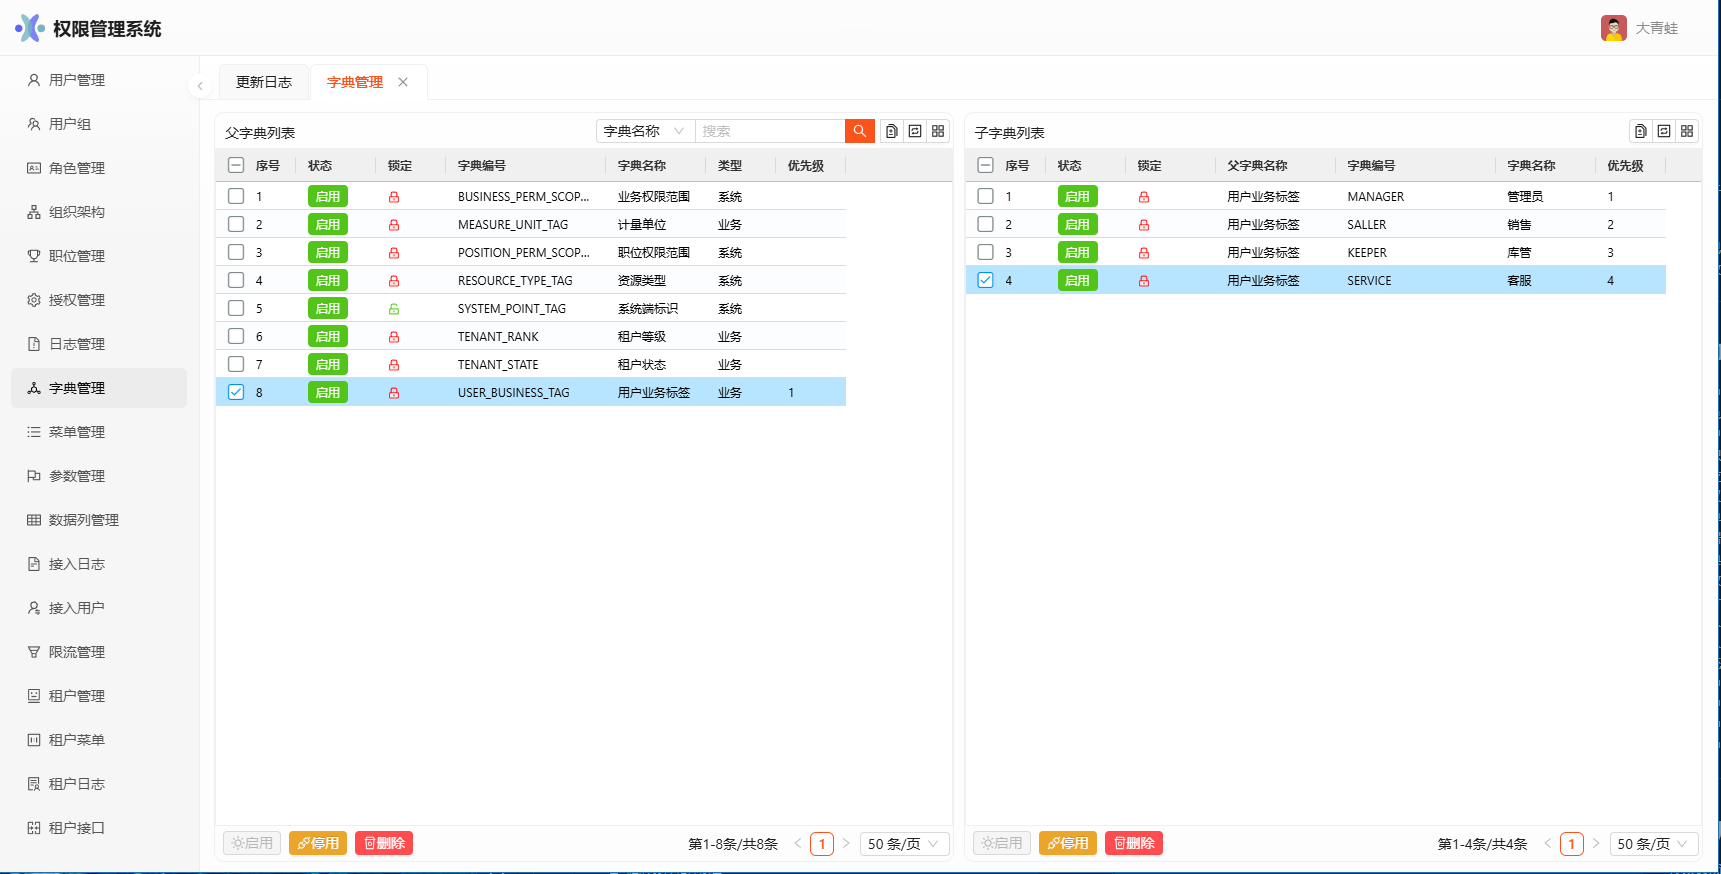 权限管理系统
大青蛙
用户管理
用户组
角色管理
组织架构
职位管理
授权管理
日志管理
字典管理
菜单管理
参数管理
数据列管理
接入日志
接入用户
限流管理
租户管理
租户菜单
租户日志
租户接口
更新日志 字典管理
父字典列表 字典名称 搜索
序号 状态 锁定 字典编号 字典名称 类型 优先级
1 启用 BUSINESS_PERM_SCOP... 业务权限范围 系统
2 启用 MEASURE_UNIT_TAG 计量单位 业务
3 启用 POSITION_PERM_SCOP... 职位权限范围 系统
4 启用 RESOURCE_TYPE_TAG 资源类型 系统
5 启用 SYSTEM_POINT_TAG 系统端标识 系统
6 启用 TENANT_RANK 租户等级 业务
7 启用 TENANT_STATE 租户状态 业务
8 启用 USER_BUSINESS_TAG 用户业务标签 业务 1
启用 停用 删除 第1-8条/共8条 1 50 条/页
子字典列表
序号 状态 锁定 父字典名称 字典编号 字典名称 优先级
1 启用 用户业务标签 MANAGER 管理员 1
2 启用 用户业务标签 SALLER 销售 2
3 启用 用户业务标签 KEEPER 库管 3
4 启用 用户业务标签 SERVICE 客服 4
启用 停用 删除 第1-4条/共4条 1 50 条/页